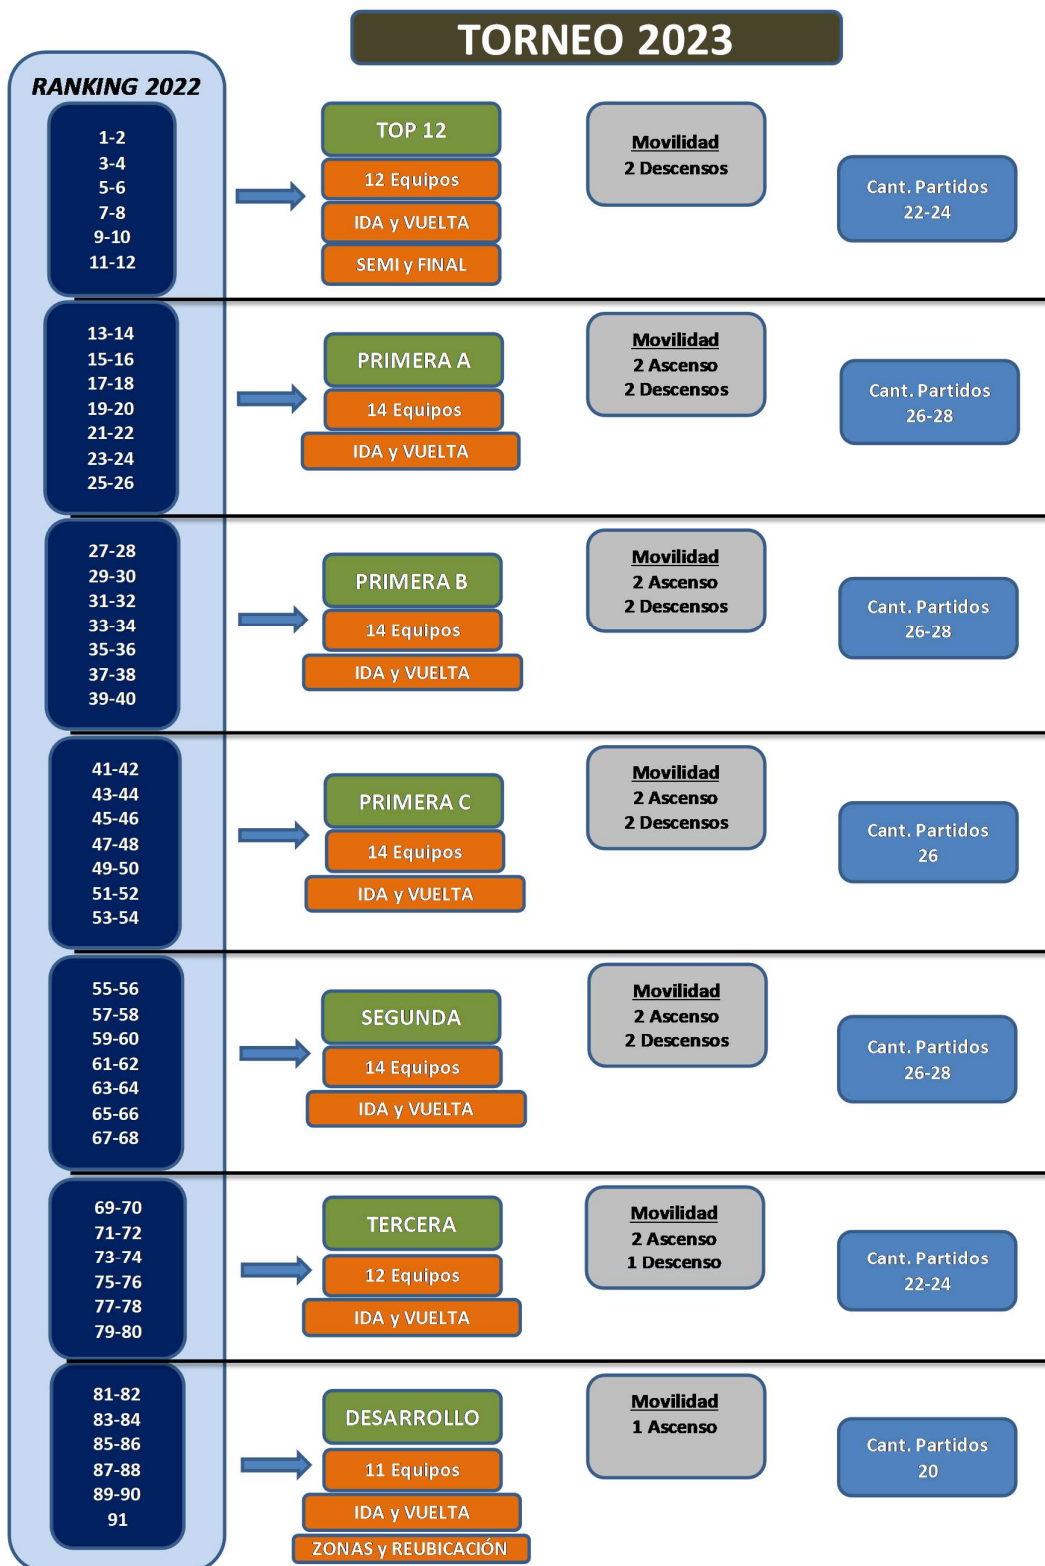 TORNEO 2023
RANKING 2022
1-2
3-4
5-6
7-8
9-10
11-12
TOP 12
12 Equipos
IDA y VUELTA
SEMI y FINAL
Movilidad
2 Descensos
Cant. Partidos
22-24
13-14
15-16
17-18
19-20
21-22
23-24
25-26
PRIMERA A
14 Equipos
IDA y VUELTA
Movilidad
2 Ascenso
2 Descensos
Cant. Partidos
26-28
27-28
29-30
31-32
33-34
35-36
37-38
39-40
PRIMERA B
14 Equipos
IDA y VUELTA
Movilidad
2 Ascenso
2 Descensos
Cant. Partidos
26-28
41-42
43-44
45-46
47-48
49-50
51-52
53-54
PRIMERA C
14 Equipos
IDA y VUELTA
Movilidad
2 Ascenso
2 Descensos
Cant. Partidos
26
55-56
57-58
59-60
61-62
63-64
65-66
67-68
SEGUNDA
14 Equipos
IDA y VUELTA
Movilidad
2 Ascenso
2 Descensos
Cant. Partidos
26-28
69-70
71-72
73-74
75-76
77-78
79-80
TERCERA
12 Equipos
IDA y VUELTA
Movilidad
2 Ascenso
1 Descenso
Cant. Partidos
22-24
81-82
83-84
85-86
87-88
89-90
91
DESARROLLO
11 Equipos
IDA y VUELTA
ZONAS y REUBICACIÓN
Movilidad
1 Ascenso
Cant. Partidos
20